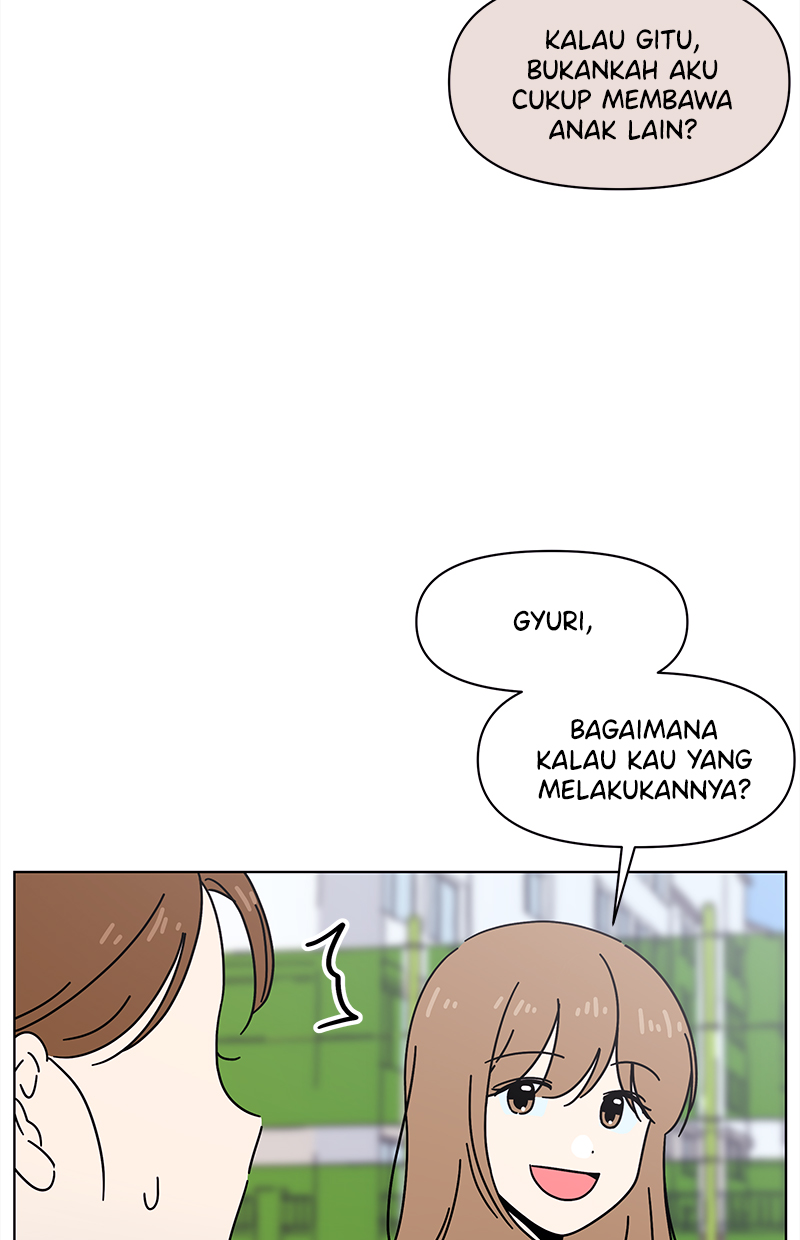 KALAU GITU,
BUKANKAH AKU
CUKUP MEMBAWA
ANAK LAIN?
GYURI,
BAGAIMANA
KALAU KAU YANG
MELAKUKANNYA?